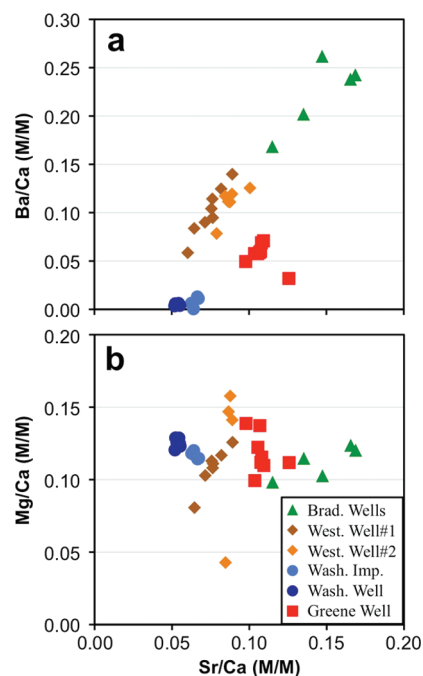 a
0.30
0.25
0.20
0.15
0.10
0.05
0.00
Ba/Ca (M/M)
b
0.20
0.15
0.10
0.05
0.00
Mg/Ca (M/M)
Brad. Wells
West. Well#1
West. Well#2
Wash. Imp.
Wash. Well
Greene Well
0.00 0.05 0.10 0.15 0.20
Sr/Ca (M/M)